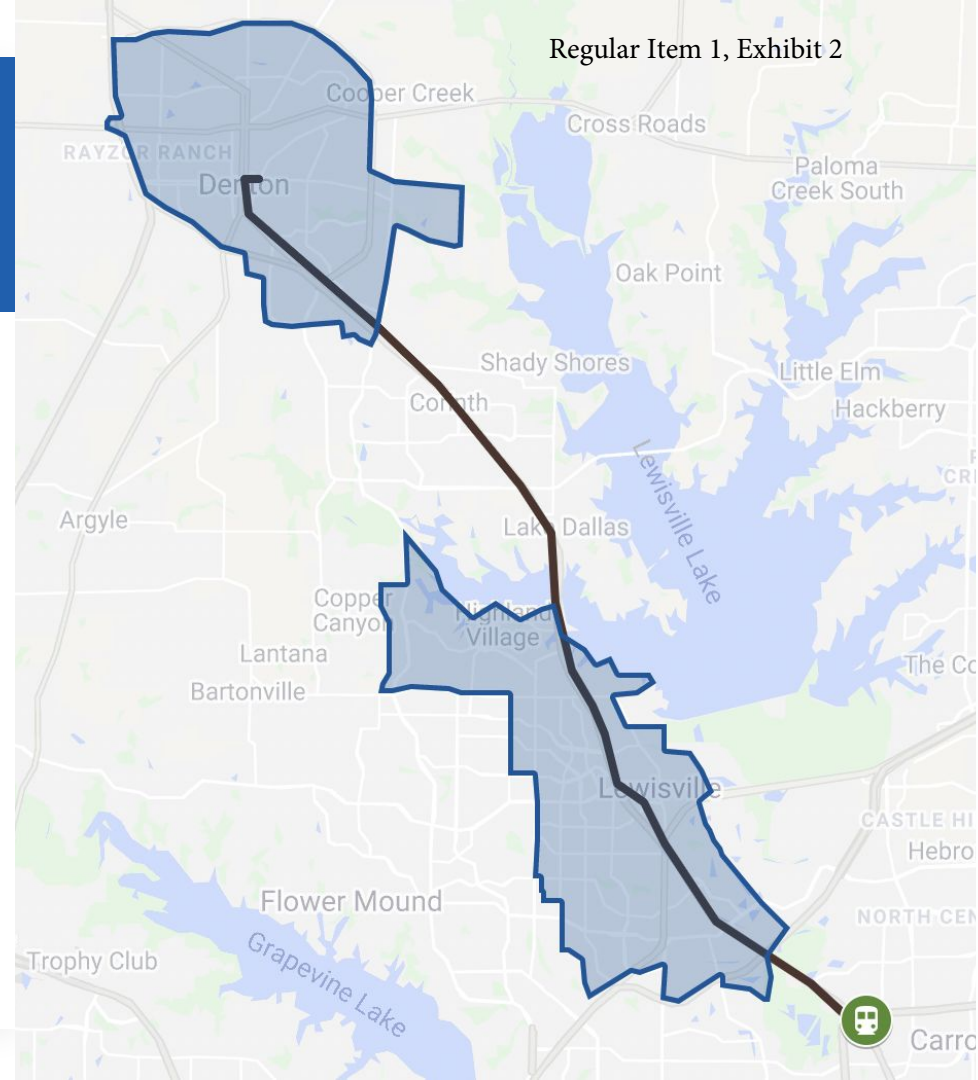 Regular Item 1, Exhibit 2
Cooper Creek
Cross Roads
RAYZOR RANCH
Denton
Paloma
Creek South
Oak Point
Shady Shores
Little Elm
Corinth
Hackberry
Lewisville Lake
Argyle
Lake Dallas
Copper
Canyon
Highland
Village
Lantana
Bartonville
The Co
Lewisville
CASTLE HI
Hebro
Flower Mound
NORTH CEN
Grapevine Lake
Trophy Club
Carro